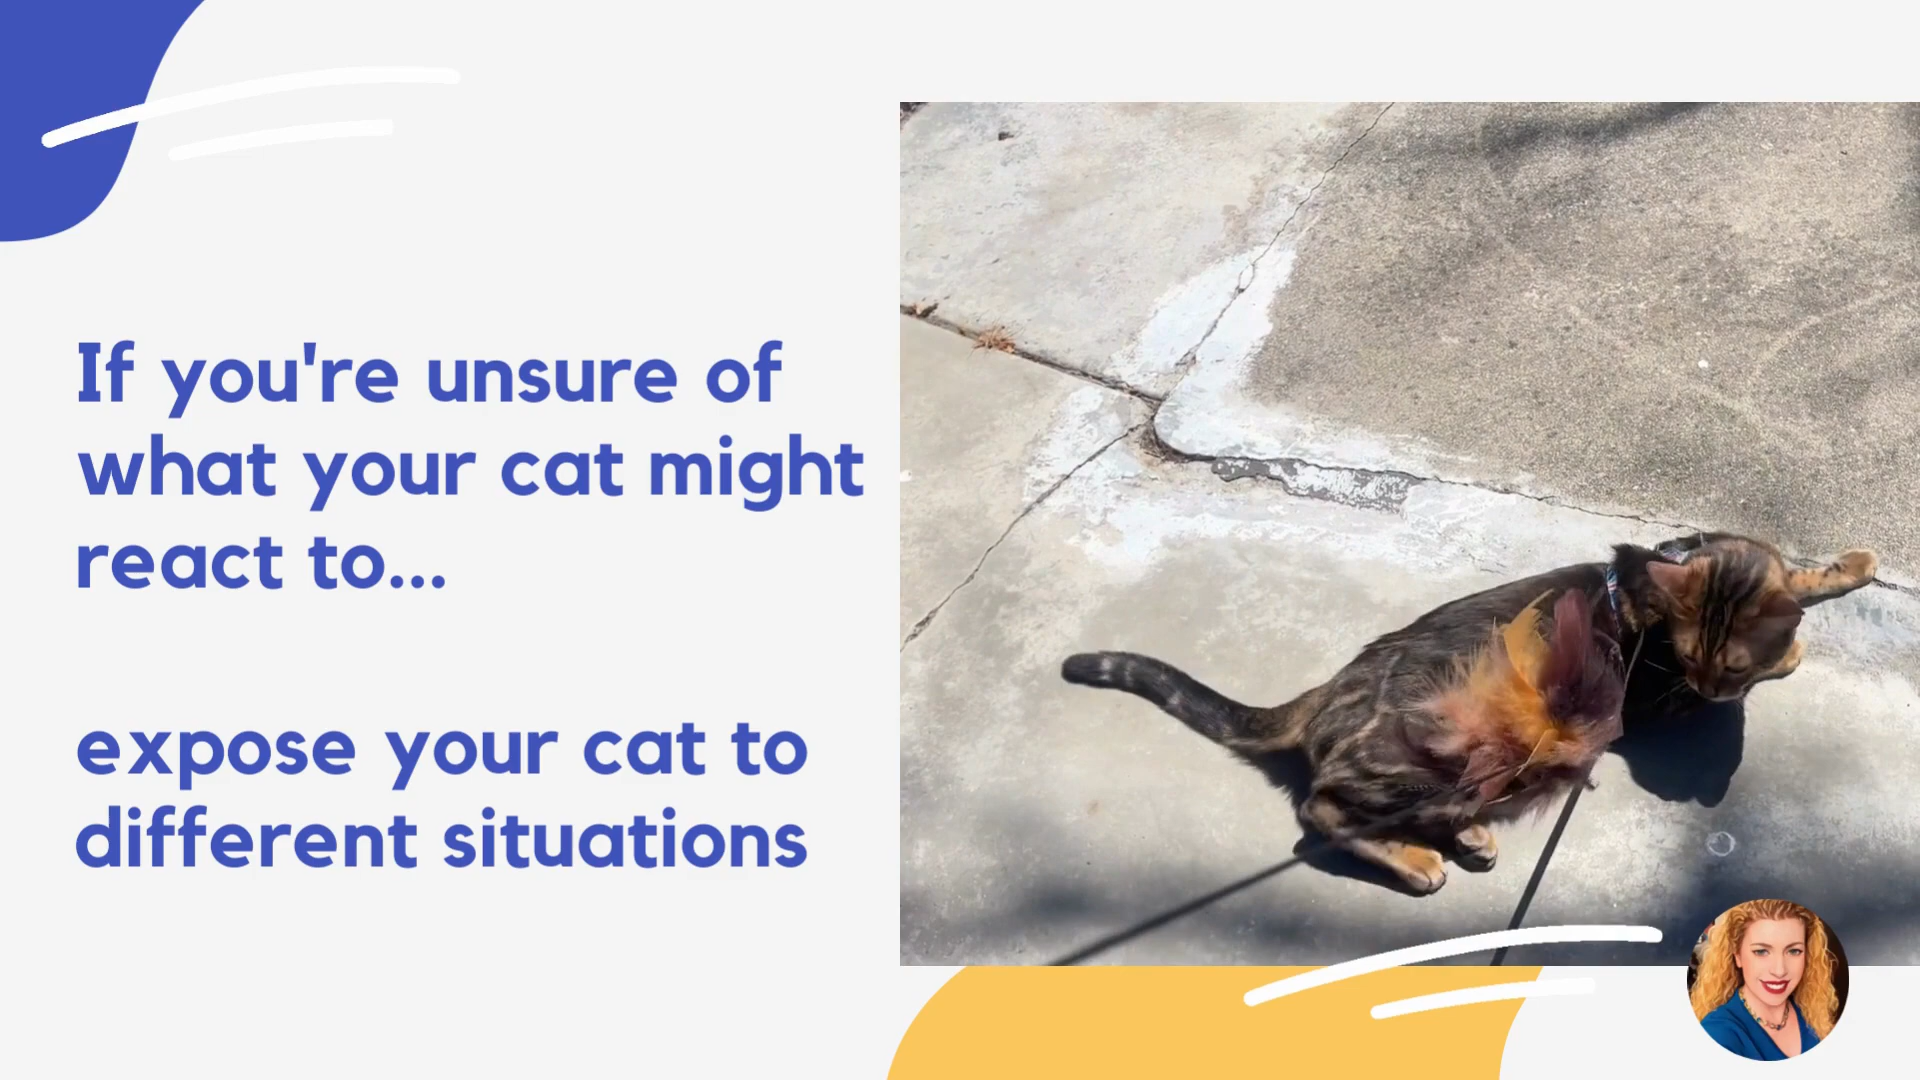 If you're unsure of
what your cat might
react to...
expose your cat to
different situations